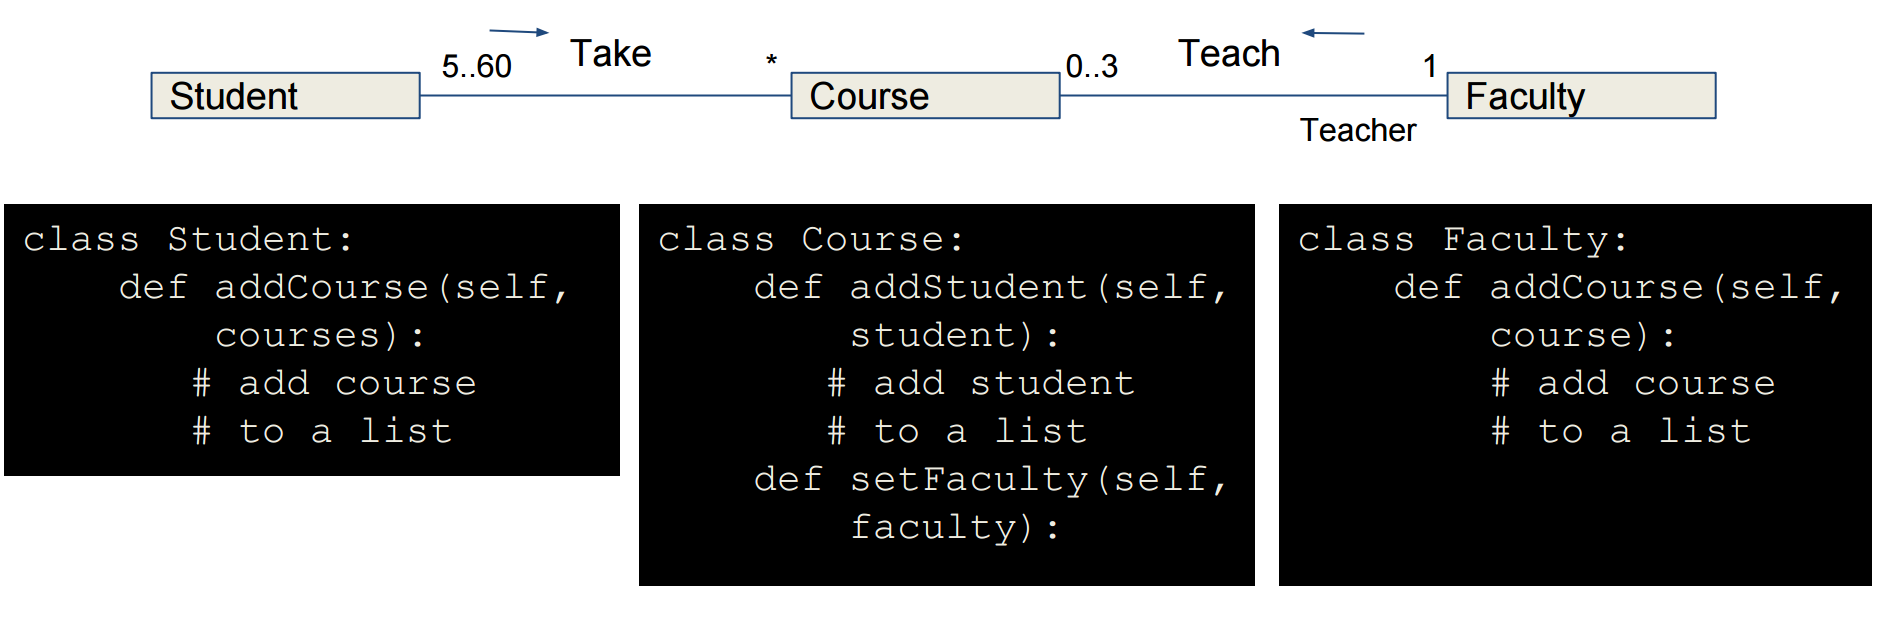 5..60 Take * 0..3 Teach 1
Student Course Faculty
Teacher
class Student:
    def addCourse(self,
        courses):
       # add course
       # to a list
class Course:
    def addStudent(self,
        student):
       # add student
       # to a list
    def setFaculty(self,
        faculty):
class Faculty:
    def addCourse(self,
        course):
        # add course
        # to a list